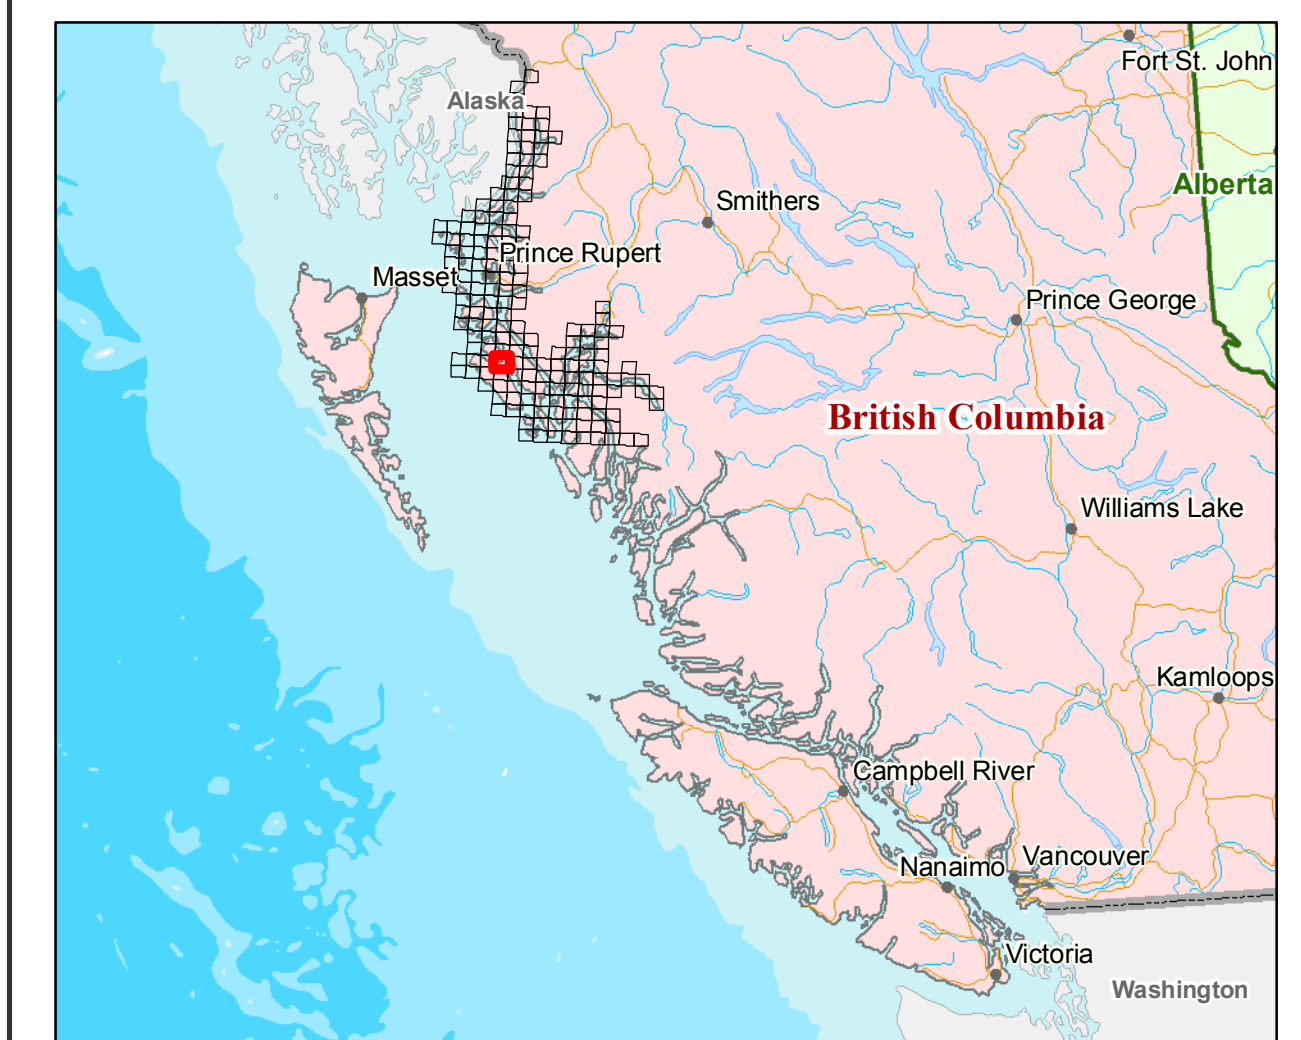 Fort St. John
Alaska
Alberta
Smithers
Prince Rupert
Masset
Prince George
British Columbia
Williams Lake
Kamloops
Campbell River
Vancouver
Nanaimo
Victoria
Washington